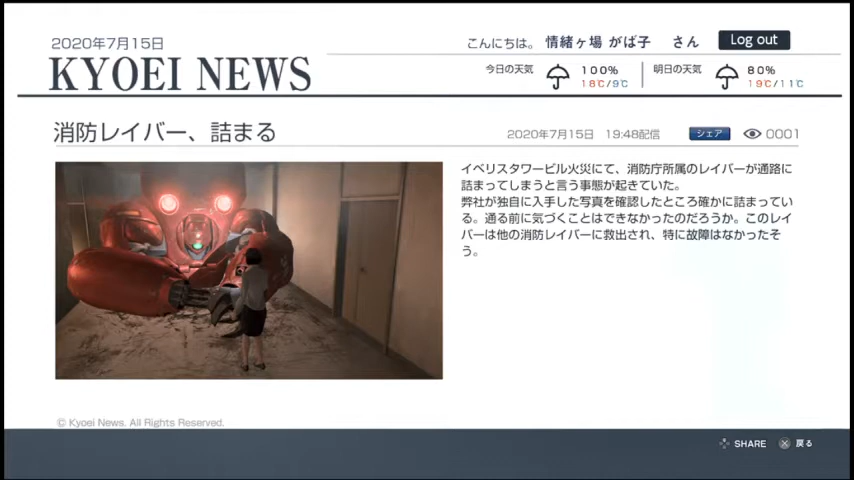 2020年7月15日
こんにちは。 情緒ヶ場 がば子 さん Log out
KYOEI NEWS
今日の天気 100% 18℃/9℃ 明日の天気 80% 19℃/11℃
消防レイバー、詰まる
2020年7月15日 19:48配信 シェア 0001
イベリスタワービル火災にて、消防庁所属のレイバーが通路に
詰まってしまうと言う事態が起きていた。
弊社が独自に入手した写真を確認したところ確かに詰まってい
る。通る前に気づくことはできなかったのだろうか。このレイ
バーは他の消防レイバーに救出され、特に故障はなかったそ
う。
© Kyoei News. All Rights Reserved.
SHARE 戻る